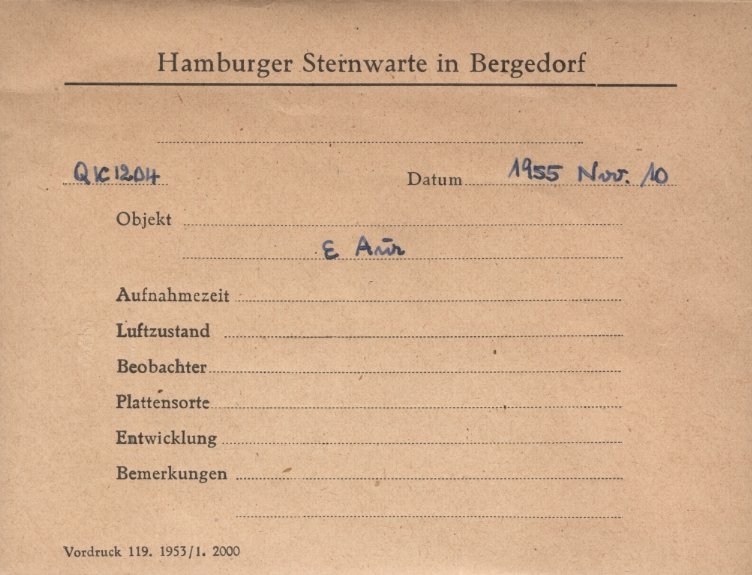 Hamburger Sternwarte in Bergedorf
QIC1204 Datum 1955 Nov. 10
Objekt
ε Aur
Aufnahmezeit
Luftzustand
Beobachter
Plattensorte
Entwicklung
Bemerkungen
Vordruck 119. 1953/1. 2000